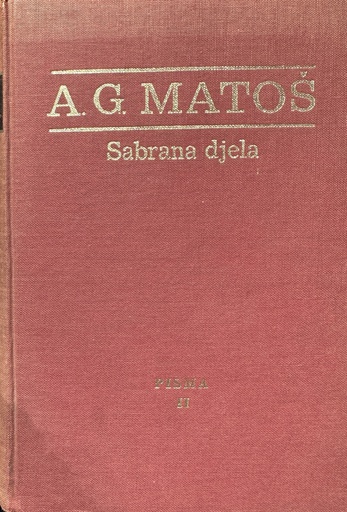 A. G. MATOŠ
Sabrana djela
PISMA
II